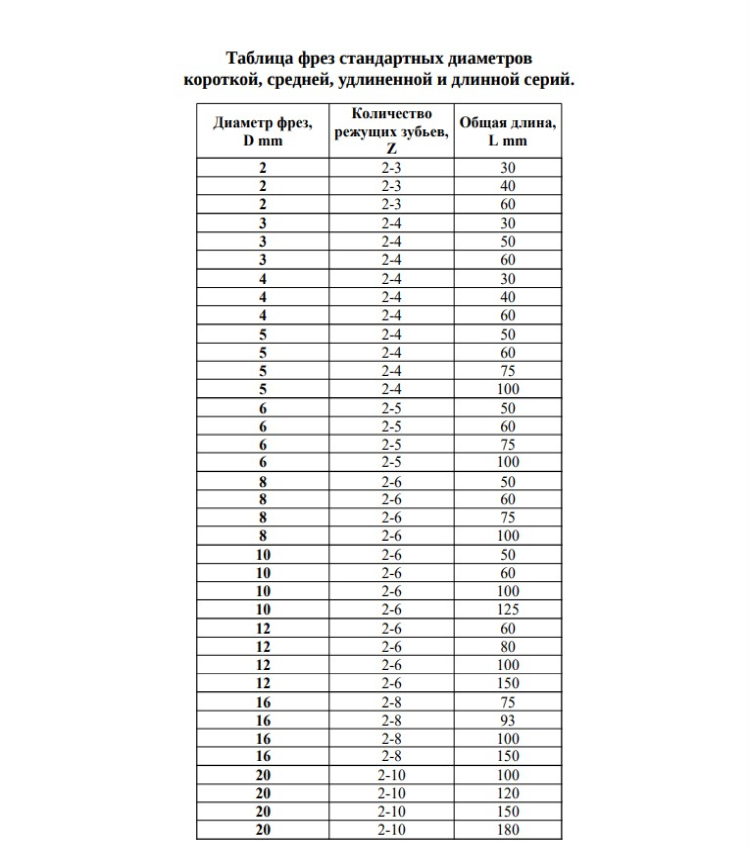 Таблица фрез стандартных диаметров
короткой, средней, удлиненной и длинной серий.
Диаметр фрез, D mm Количество режущих зубьев, Z Общая длина, L mm
2 2-3 30
2 2-3 40
2 2-3 60
3 2-4 30
3 2-4 50
3 2-4 60
4 2-4 30
4 2-4 40
4 2-4 60
5 2-4 50
5 2-4 60
5 2-4 75
5 2-4 100
6 2-5 50
6 2-5 60
6 2-5 75
6 2-5 100
8 2-6 50
8 2-6 60
8 2-6 75
8 2-6 100
10 2-6 50
10 2-6 60
10 2-6 100
10 2-6 125
12 2-6 60
12 2-6 80
12 2-6 100
12 2-6 150
16 2-8 75
16 2-8 93
16 2-8 100
16 2-8 150
20 2-10 100
20 2-10 120
20 2-10 150
20 2-10 180